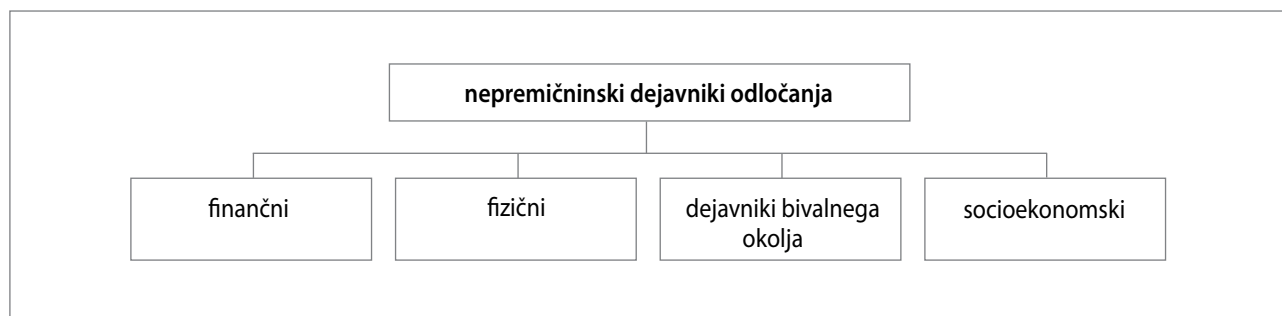 nepremičninski dejavniki odločanja
finančni
fizični
dejavniki bivalnega
okolja
socioekonomski